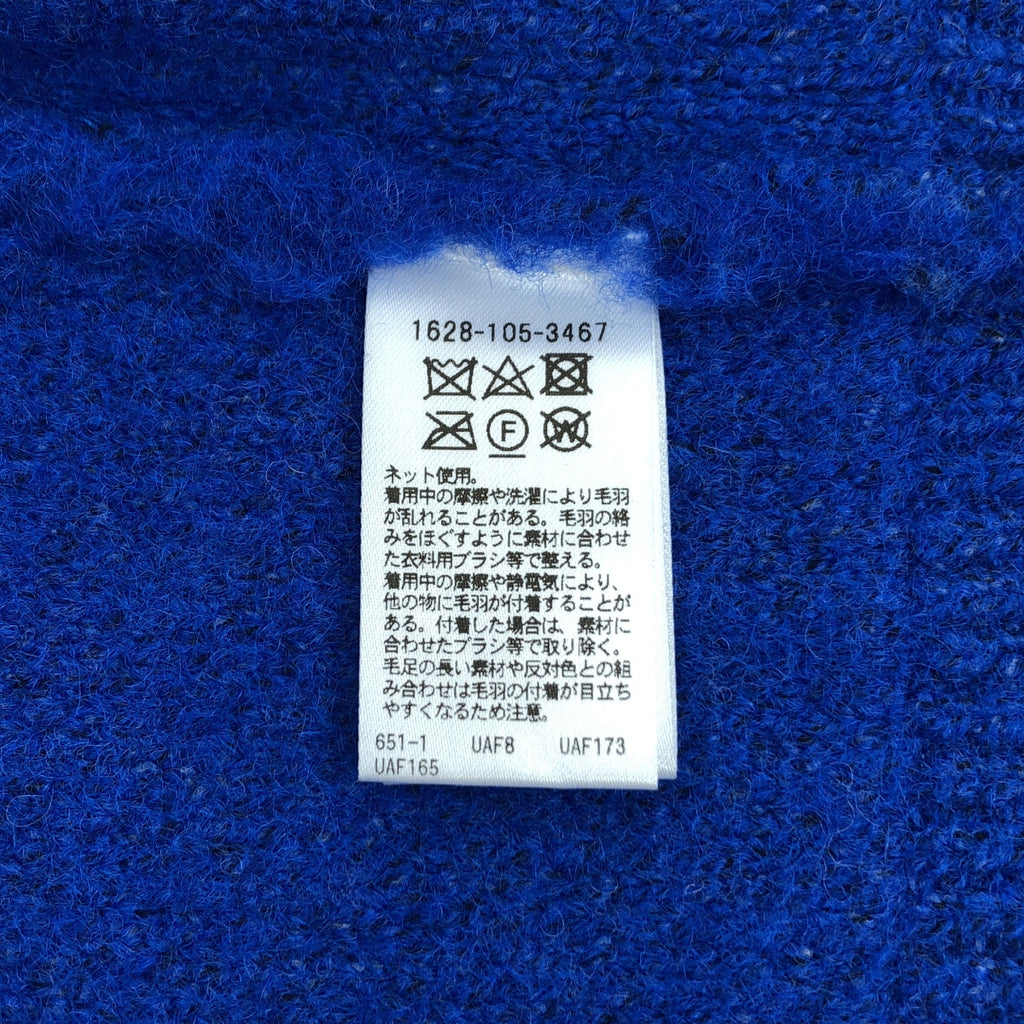 1628-105-3467
F
W
ネット使用。
着用中の摩擦や洗濯により毛羽
が乱れることがある。毛羽の絡
みをほぐすように素材に合わせ
た衣料用ブラシ等で整える。
着用中の摩擦や静電気により、
他の物に毛羽が付着することが
ある。付着した場合は、素材に
合わせたブラシ等で取り除く。
毛足の長い素材や反対色との組
み合わせは毛羽の付着が目立ち
やすくなるため注意。
651-1 UAF8 UAF173
UAF165